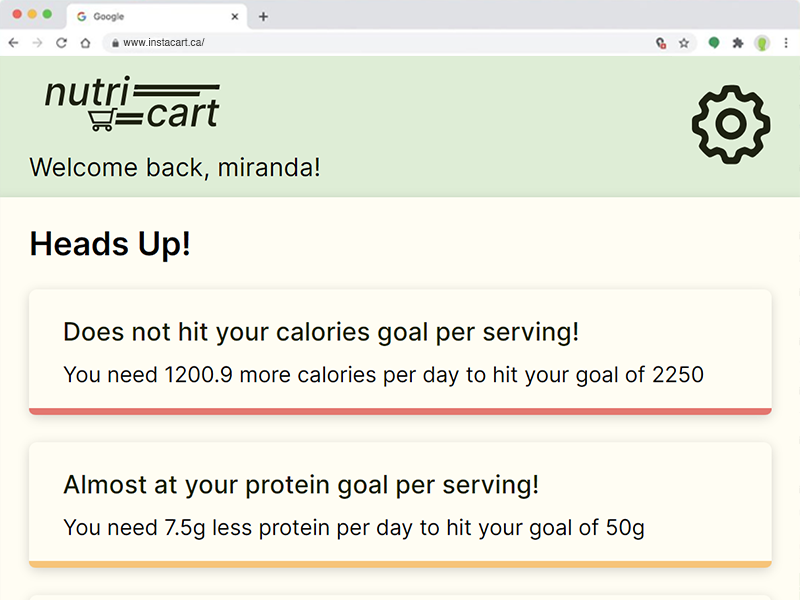 Google
www.instacart.ca/
nutri
cart
Welcome back, miranda!
Heads Up!
Does not hit your calories goal per serving!
You need 1200.9 more calories per day to hit your goal of 2250
Almost at your protein goal per serving!
You need 7.5g less protein per day to hit your goal of 50g